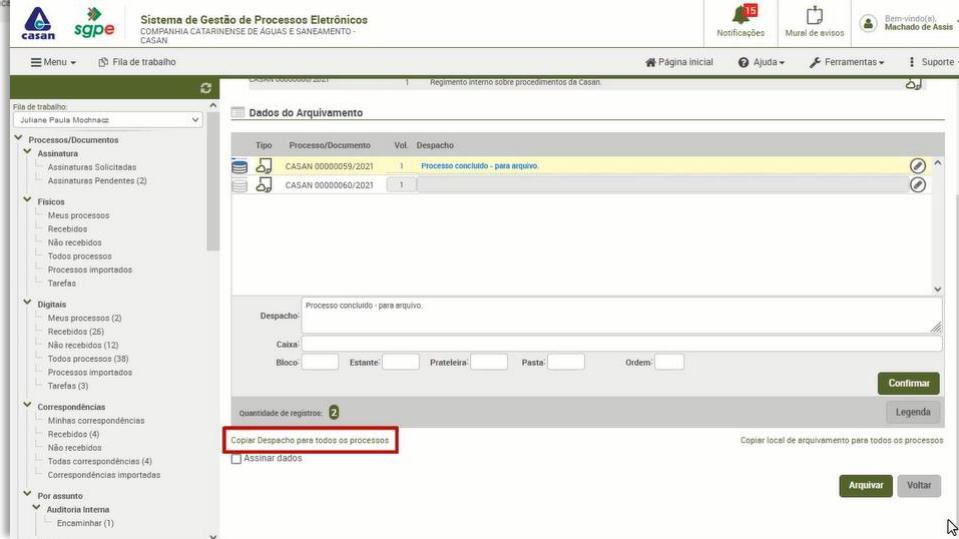 casan
sgpe
Sistema de Gestão de Processos Eletrônicos
COMPANHIA CATARINENSE DE ÁGUAS E SANEAMENTO -
CASAN
15
Notificações
Mural de avisos
Bem-vindo(a),
Machado de Assis
Menu
Fila de trabalho
Página inicial
Ajuda
Ferramentas
Suporte
Fila de trabalho:
Juliane Paula Mochnacz
Processos/Documentos
Assinatura
Assinaturas Solicitadas
Assinaturas Pendentes (2)
Físicos
Meus processos
Recebidos
Não recebidos
Todos processos
Processos importados
Tarefas
Digitais
Meus processos (2)
Recebidos (26)
Não recebidos (12)
Todos processos (38)
Processos importados
Tarefas (3)
Correspondências
Minhas correspondências
Recebidos (4)
Não recebidos
Todas correspondências (4)
Correspondências importadas
Por assunto
Auditoria Interna
Encaminhar (1)
1 Regimento interno sobre procedimentos da Casan.
Dados do Arquivamento
Tipo Processo/Documento Vol. Despacho
CASAN 00000059/2021 1 Processo concluído - para arquivo.
CASAN 00000060/2021 1
Despacho: Processo concluído - para arquivo.
Caixa:
Bloco: Estante: Prateleira: Pasta: Ordem:
Confirmar
Quantidade de registros: 2 Legenda
Copiar Despacho para todos os processos
Copiar local de arquivamento para todos os processos
Assinar dados
Arquivar Voltar